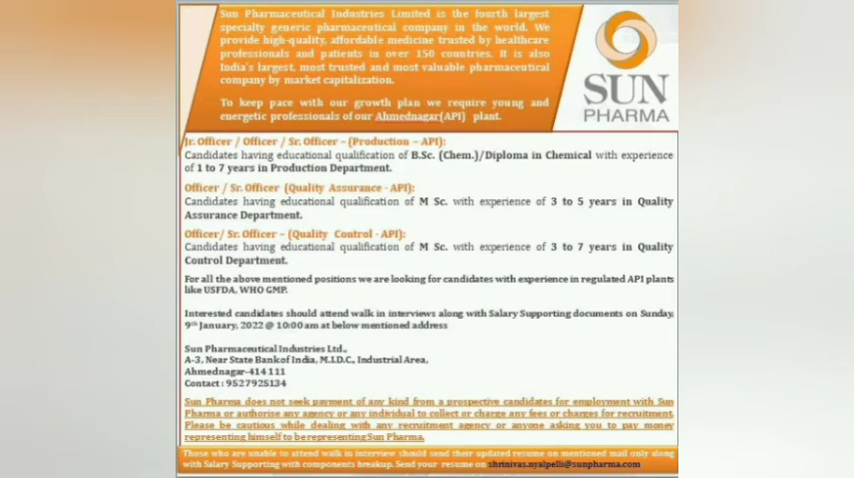 Sun Pharmaceutical Industries Limited is the fourth largest
specialty generic pharmaceutical company in the world. We
provide high-quality, affordable medicine trusted by healthcare
professionals and patients in over 150 countries. It is also
India's largest, most trusted and most valuable pharmaceutical
company by market capitalization.
To keep pace with our growth plan we require young and
energetic professionals of our Ahmednagar(API) plant.
SUN
PHARMA
Jr. Officer / Officer / Sr. Officer – (Production – API):
Candidates having educational qualification of B.Sc. (Chem.)/Diploma in Chemical with experience
of 1 to 7 years in Production Department.
Officer / Sr. Officer (Quality Assurance - API):
Candidates having educational qualification of M Sc. with experience of 3 to 5 years in Quality
Assurance Department.
Officer/ Sr. Officer – (Quality Control - API):
Candidates having educational qualification of M Sc. with experience of 3 to 7 years in Quality
Control Department.
For all the above mentioned positions we are looking for candidates with experience in regulated API plants
like USFDA, WHO GMP.
Interested candidates should attend walk in interviews along with Salary Supporting documents on Sunday,
9th January, 2022 @ 10:00 am at below mentioned address
Sun Pharmaceutical Industries Ltd.,
A-3, Near State Bank of India, M.I.D.C., Industrial Area,
Ahmednagar-414 111
Contact : 9527925134
Sun Pharma does not seek payment of any kind from a prospective candidates for employment with Sun
Pharma or authorise any agency or any individual to collect or charge any fees or charges for recruitment.
Please be cautious while dealing with any recruitment agency or anyone asking you to pay money
representing himself to be representing Sun Pharma.
Those who are unable to attend walk in interview should send their updated resume on mentioned mail only along
with Salary Supporting with components breakup. Send your resume on shrinivas.nyalpelli@sunpharma.com